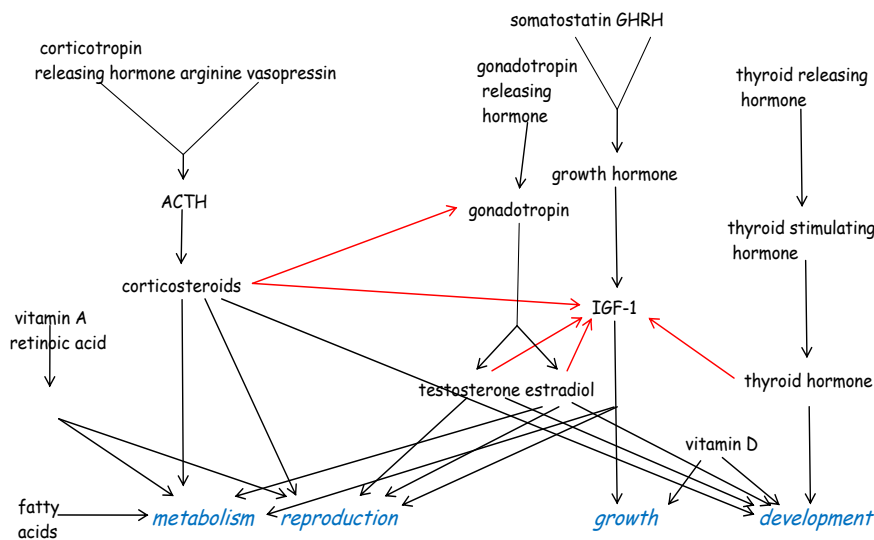 somatostatin GHRH
corticotropin
releasing hormone arginine vasopressin
gonadotropin
releasing
hormone
thyroid releasing
hormone
growth hormone
ACTH
gonadotropin
thyroid stimulating
hormone
corticosteroids
IGF-1
vitamin A
retinoic acid
testosterone estradiol
thyroid hormone
vitamin D
fatty
acids
metabolism
reproduction
growth
development